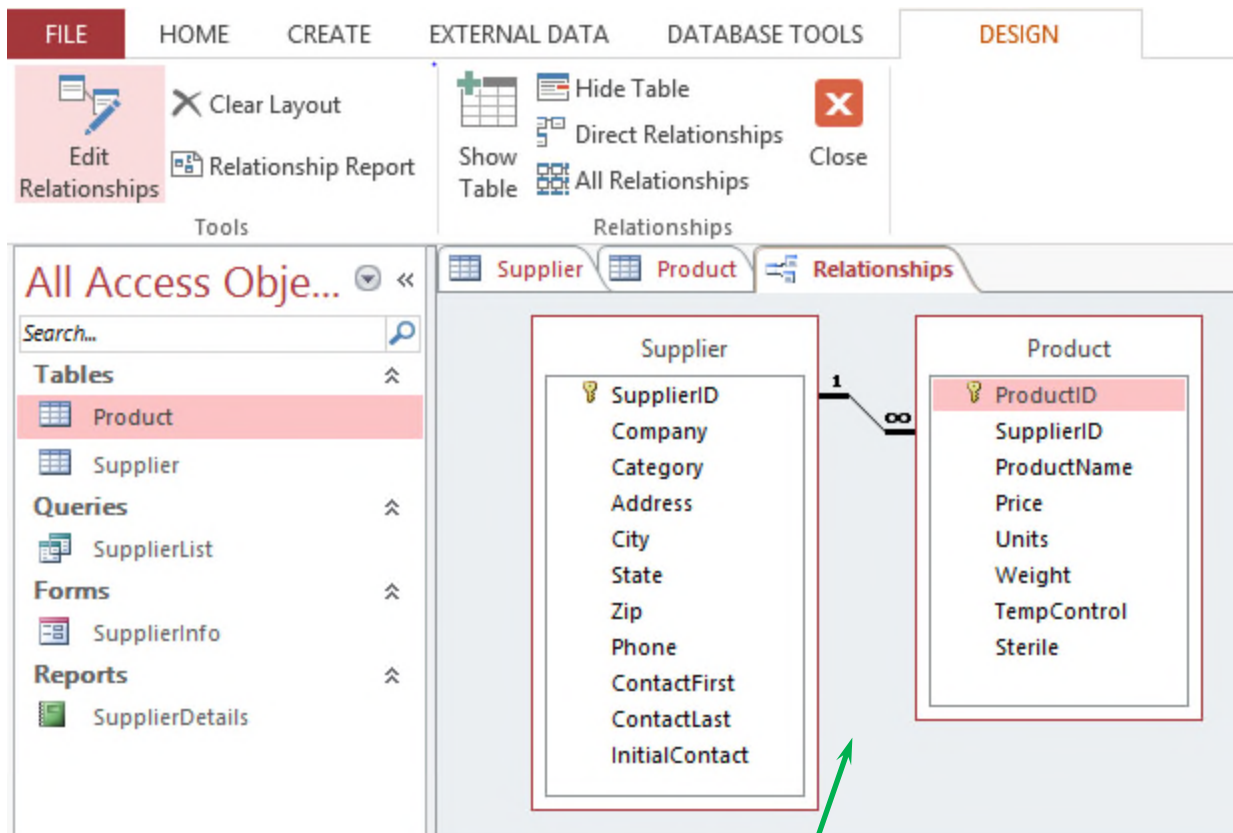 FILE HOME CREATE EXTERNAL DATA DATABASE TOOLS DESIGN
Edit
Relationships
Clear Layout
Relationship Report
Tools
Show
Table
Hide Table
Direct Relationships
All Relationships
Close
Relationships
All Access Obje... «
Search...
Tables
Product
Supplier
Queries
SupplierList
Forms
SupplierInfo
Reports
SupplierDetails
Supplier Product Relationships
Supplier
SupplierID
Company
Category
Address
City
State
Zip
Phone
ContactFirst
ContactLast
InitialContact
1
∞
Product
ProductID
SupplierID
ProductName
Price
Units
Weight
TempControl
Sterile